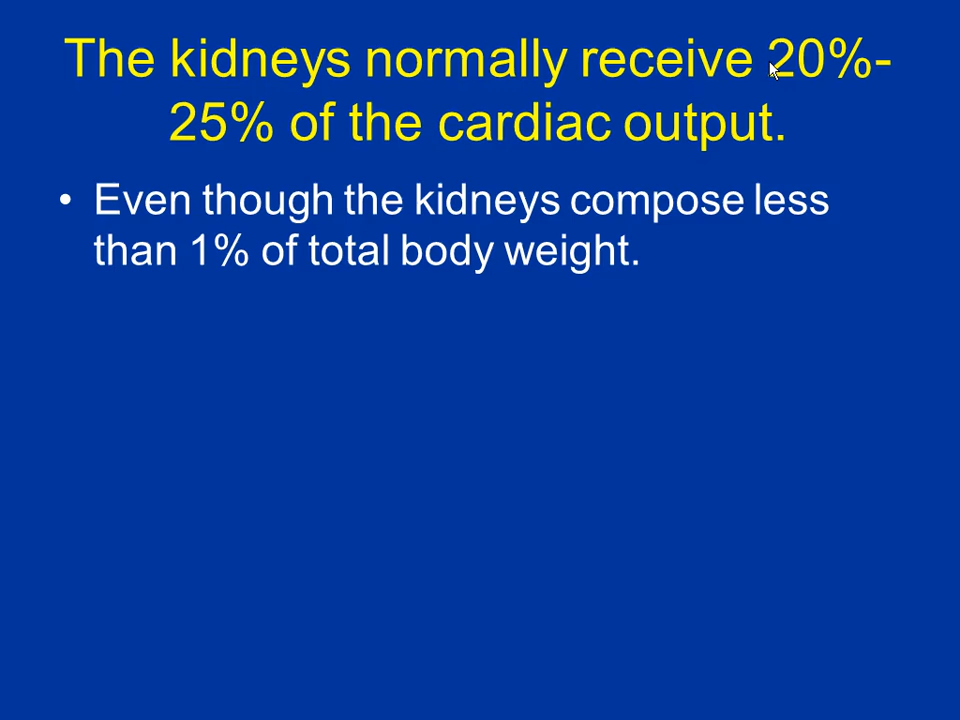 The kidneys normally receive 20%-
25% of the cardiac output.
• Even though the kidneys compose less
than 1% of total body weight.